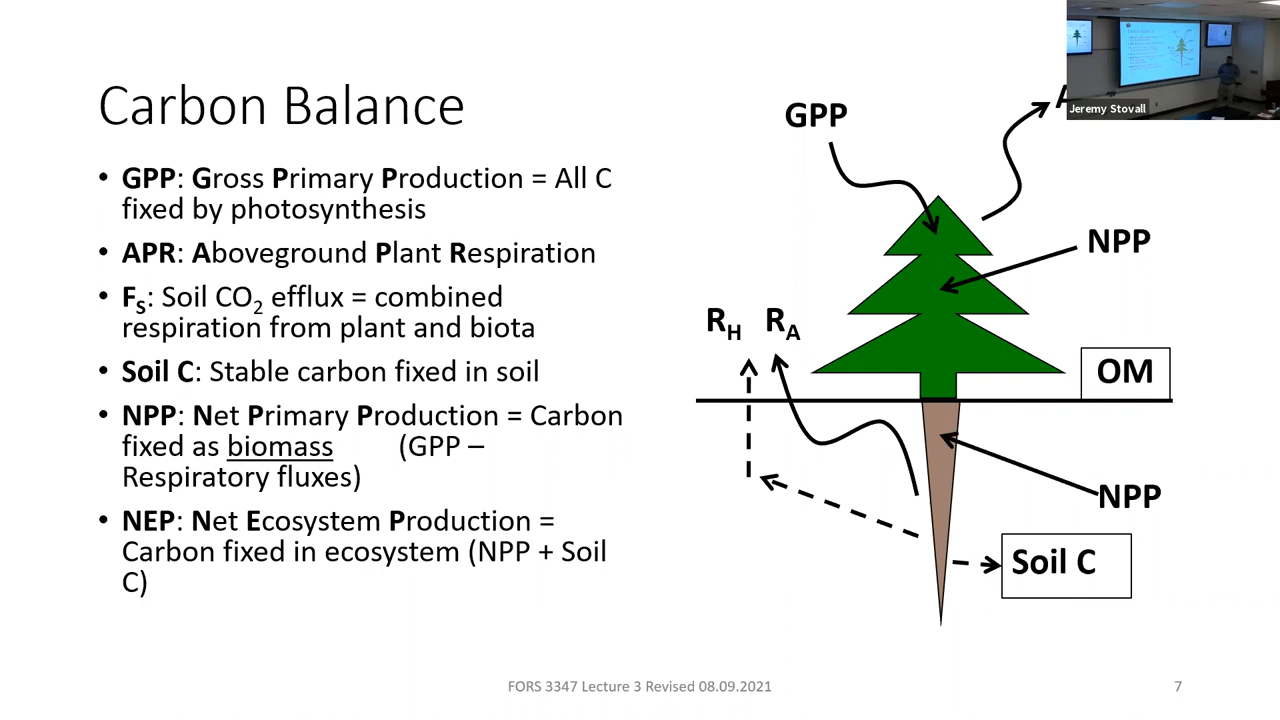 Carbon Balance
• GPP: Gross Primary Production = All C
fixed by photosynthesis
• APR: Aboveground Plant Respiration
• FS: Soil CO2 efflux = combined
respiration from plant and biota
• Soil C: Stable carbon fixed in soil
• NPP: Net Primary Production = Carbon
fixed as biomass (GPP –
Respiratory fluxes)
• NEP: Net Ecosystem Production =
Carbon fixed in ecosystem (NPP + Soil
C)
GPP
Jeremy Stovall
NPP
RH RA
OM
NPP
Soil C
FORS 3347 Lecture 3 Revised 08.09.2021
7